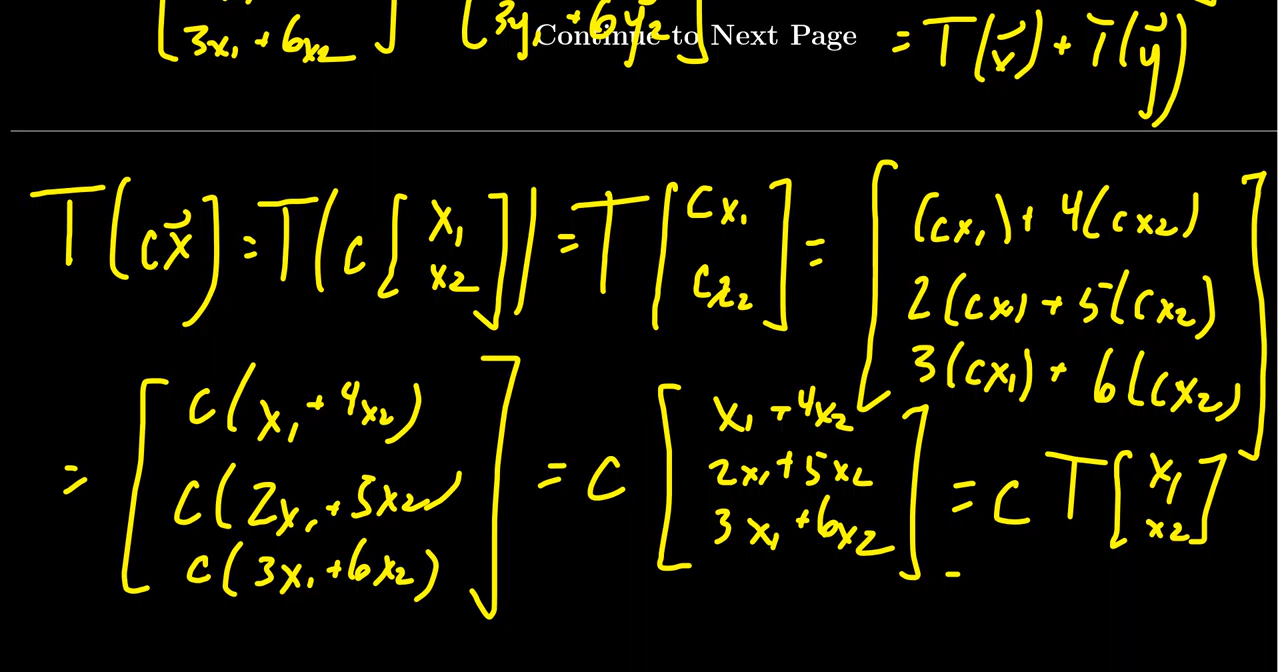 3x₁ + 6x₂ ] [ 3y₁ + 6y₂ ] = T(x⃗) + T(y⃗)
Continue to Next Page
T(cx⃗) = T(c[x₁ x₂]) = T[cx₁ cx₂] = [
(cx₁) + 4(cx₂)
2(cx₁) + 5(cx₂)
3(cx₁) + 6(cx₂) ]
= [ c(x₁ + 4x₂)
c(2x₁ + 5x₂)
c(3x₁ + 6x₂) ]
= c [ x₁ + 4x₂
2x₁ + 5x₂
3x₁ + 6x₂ ]
= c T[x₁ x₂]
=